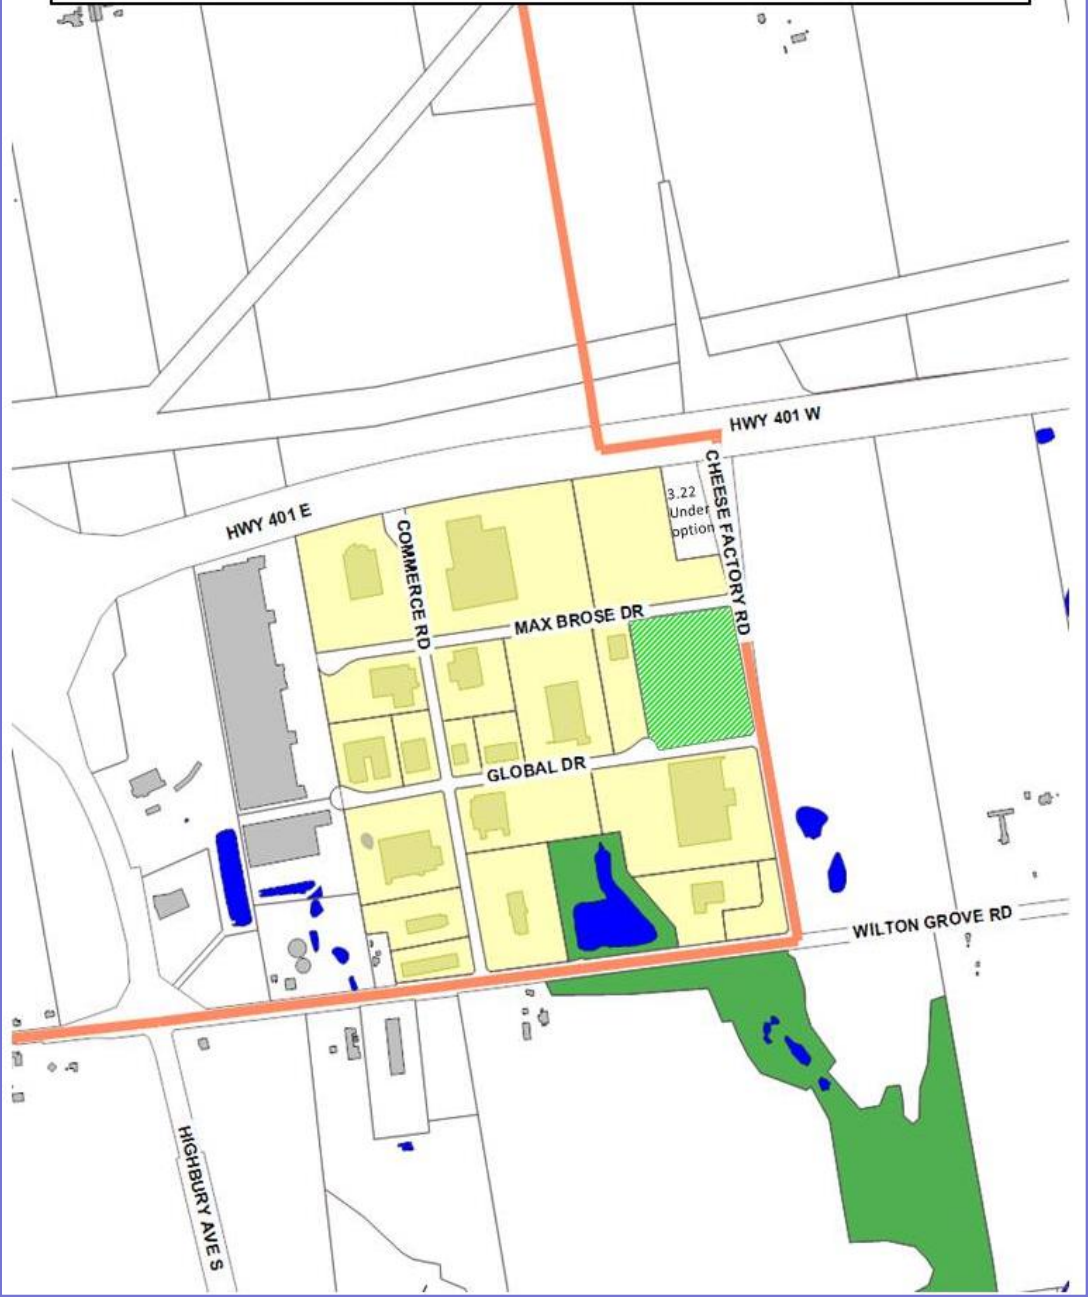 HWY 401 W
HWY 401 E
CHEESE FACTORY RD
3.22
Under
option
COMMERCE RD
MAX BROSE DR
GLOBAL DR
WILTON GROVE RD
HIGHBURY AVE S